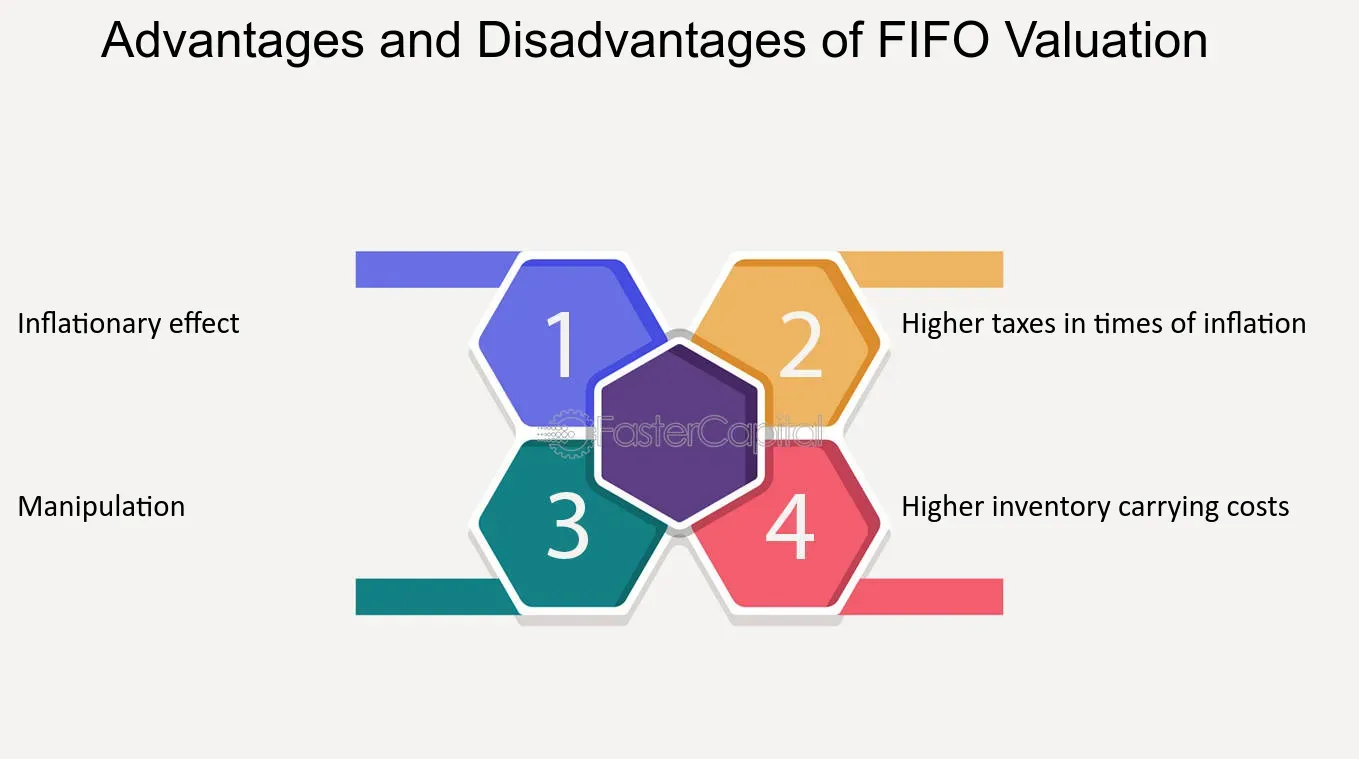 Advantages and Disadvantages of FIFO Valuation
1
2
Inflationary effect
Higher taxes in times of inflation
FasterCapital
3
4
Manipulation
Higher inventory carrying costs